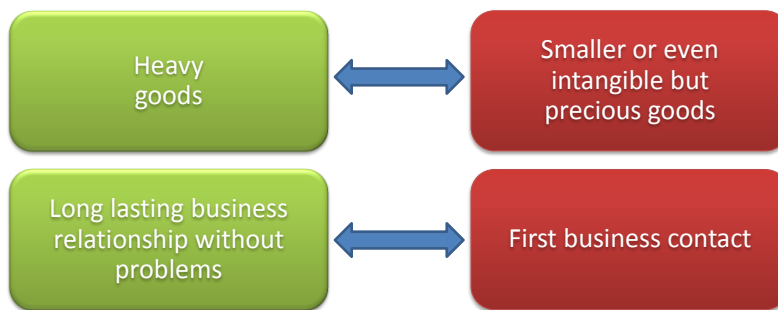 Heavy
goods
Smaller or even
intangible but
precious goods
Long lasting business
relationship without
problems
First business contact